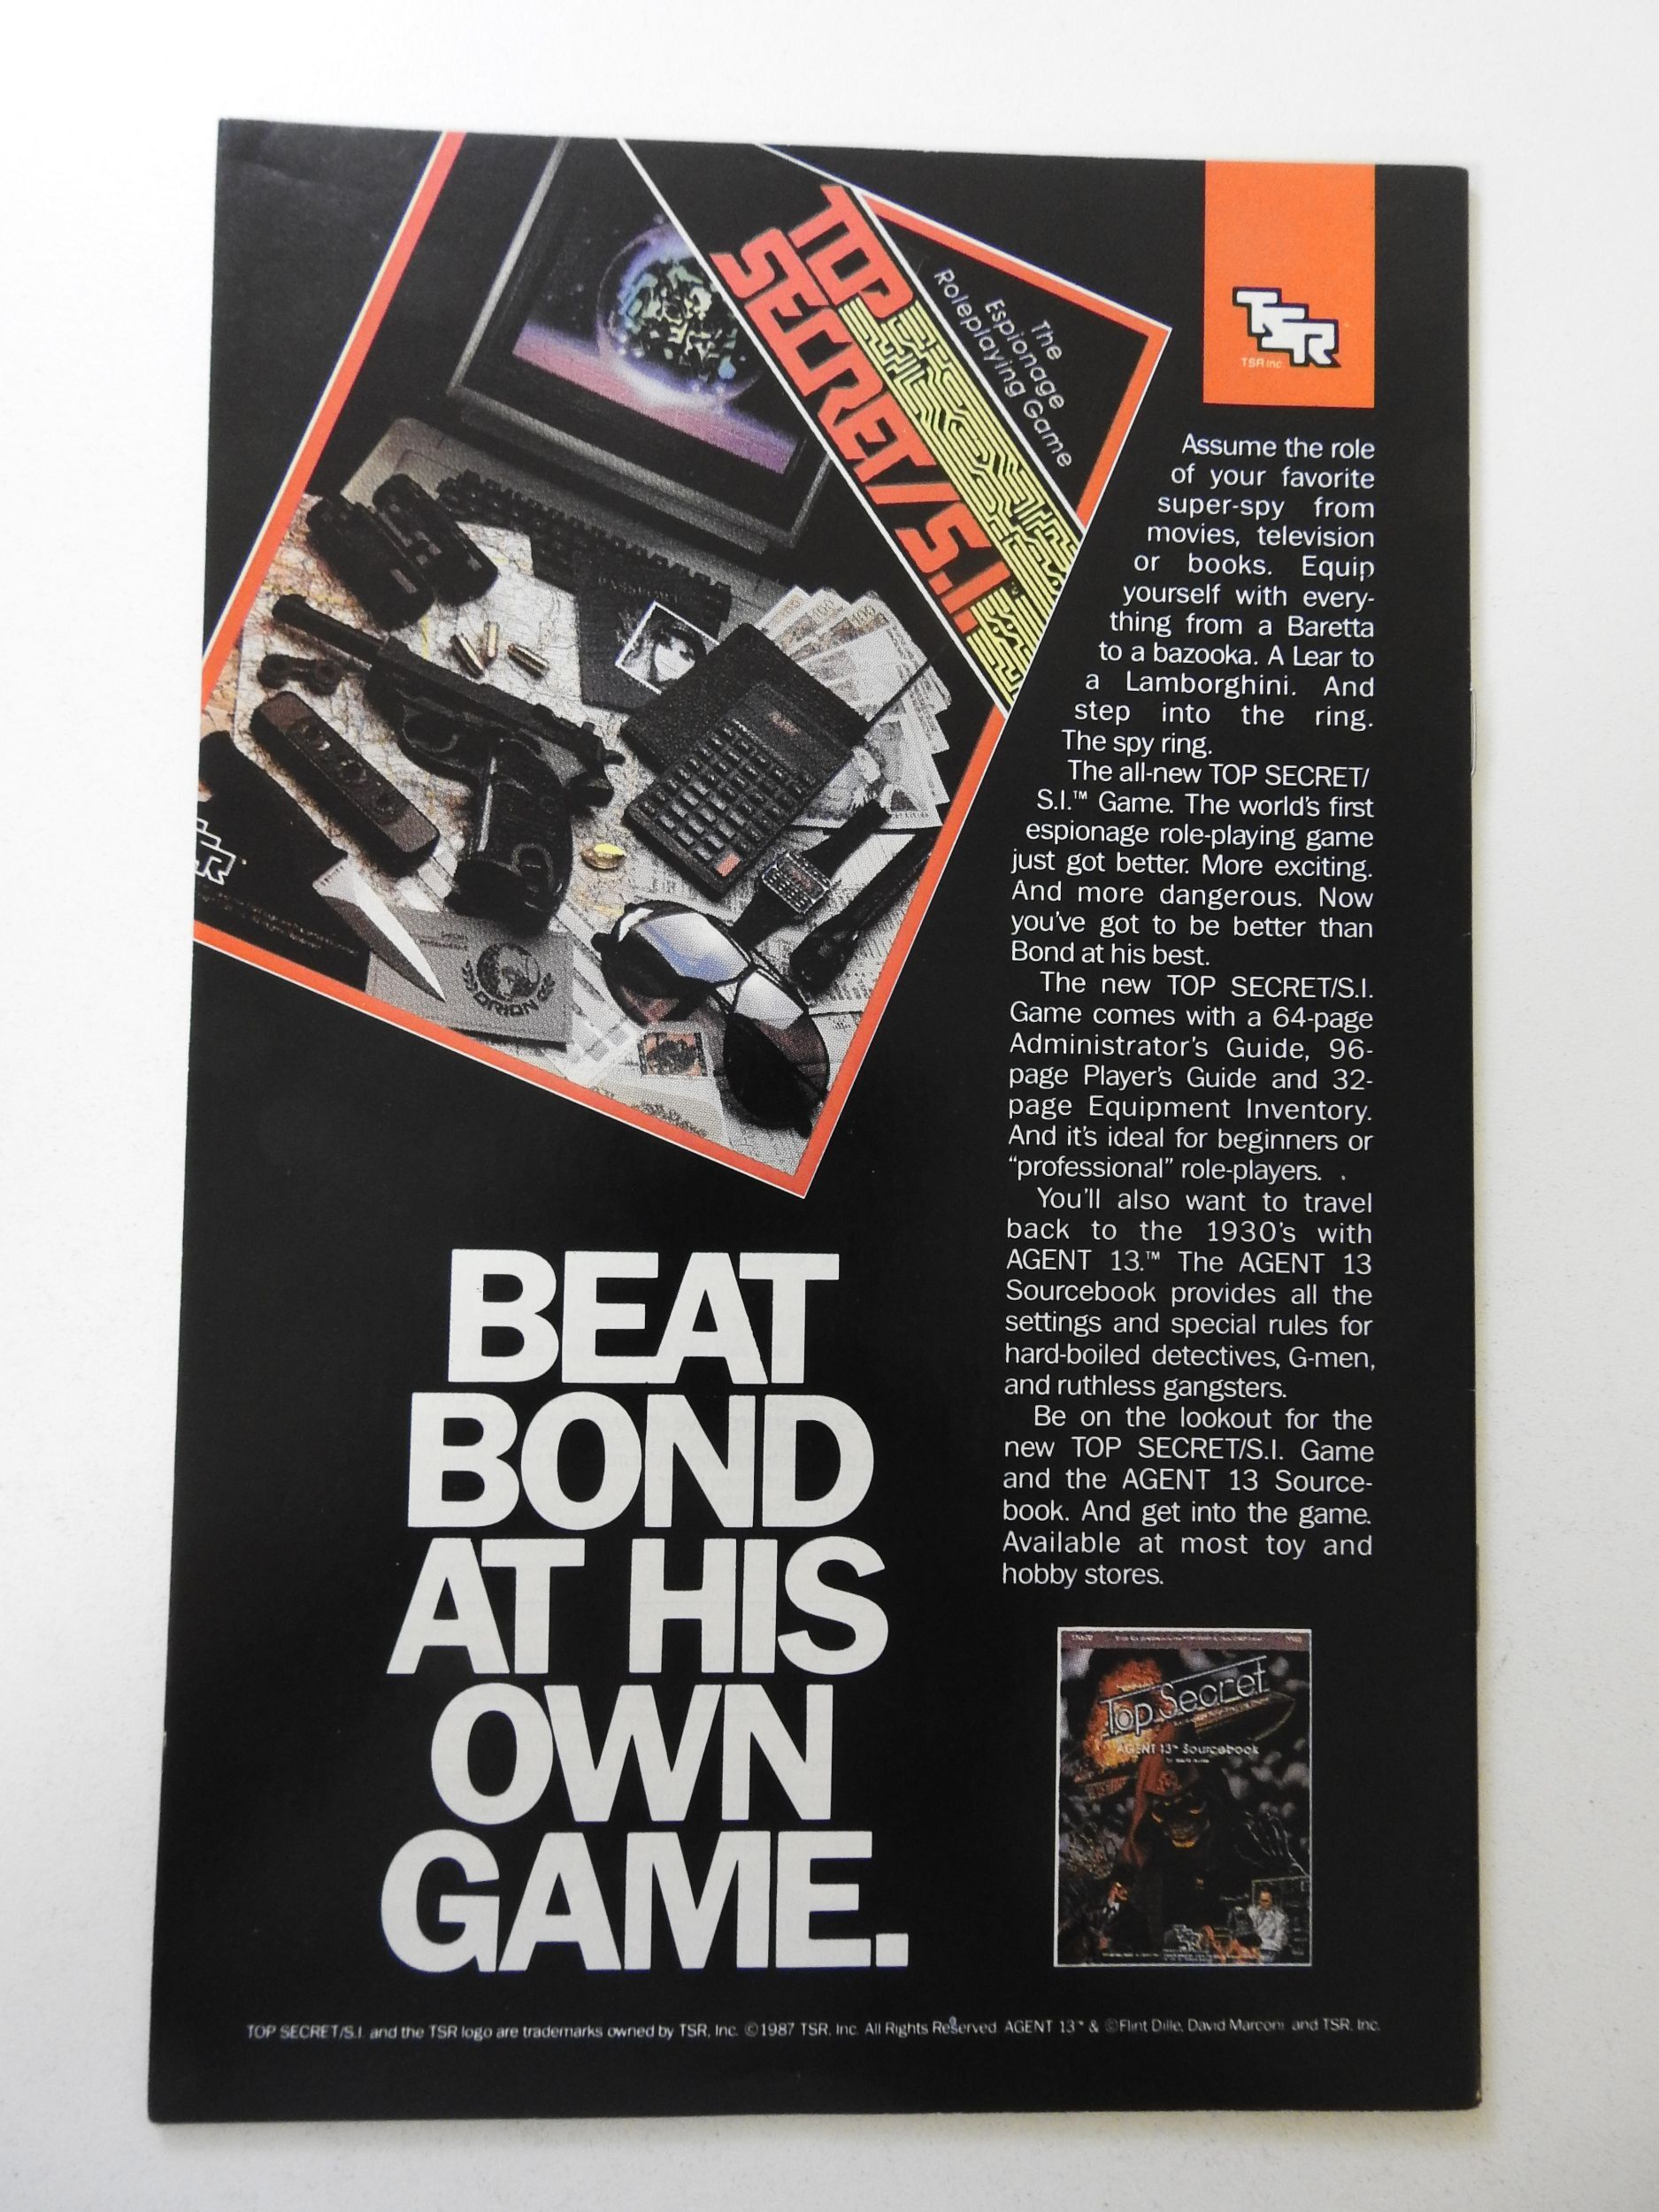 TOP
SECRET/S.I.
The
Espionage
Roleplaying Game
TSR
TSR Inc.
PASSPORT
ORION
TSR
Assume the role
of your favorite
super-spy from
movies, television
or books. Equip
yourself with every-
thing from a Baretta
to a bazooka. A Lear to
a Lamborghini. And
step into the ring.
The spy ring.
The all-new TOP SECRET/
S.I.™ Game. The world's first
espionage role-playing game
just got better. More exciting.
And more dangerous. Now
you've got to be better than
Bond at his best.
The new TOP SECRET/S.I.
Game comes with a 64-page
Administrator's Guide, 96-
page Player's Guide and 32-
page Equipment Inventory.
And it's ideal for beginners or
“professional” role-players.
You'll also want to travel
back to the 1930's with
AGENT 13.™ The AGENT 13
Sourcebook provides all the
settings and special rules for
hard-boiled detectives, G-men,
and ruthless gangsters.
Be on the lookout for the
new TOP SECRET/S.I. Game
and the AGENT 13 Source-
book. And get into the game.
Available at most toy and
hobby stores.
BEAT
BOND
AT HIS
OWN
GAME.
Top Secret
AGENT 13™ Sourcebook
TSR
TOP SECRET/S.I. and the TSR logo are trademarks owned by TSR, Inc. ©1987 TSR, Inc. All Rights Reserved. AGENT 13™ & ©Flint Dille, David Marconi and TSR, Inc.